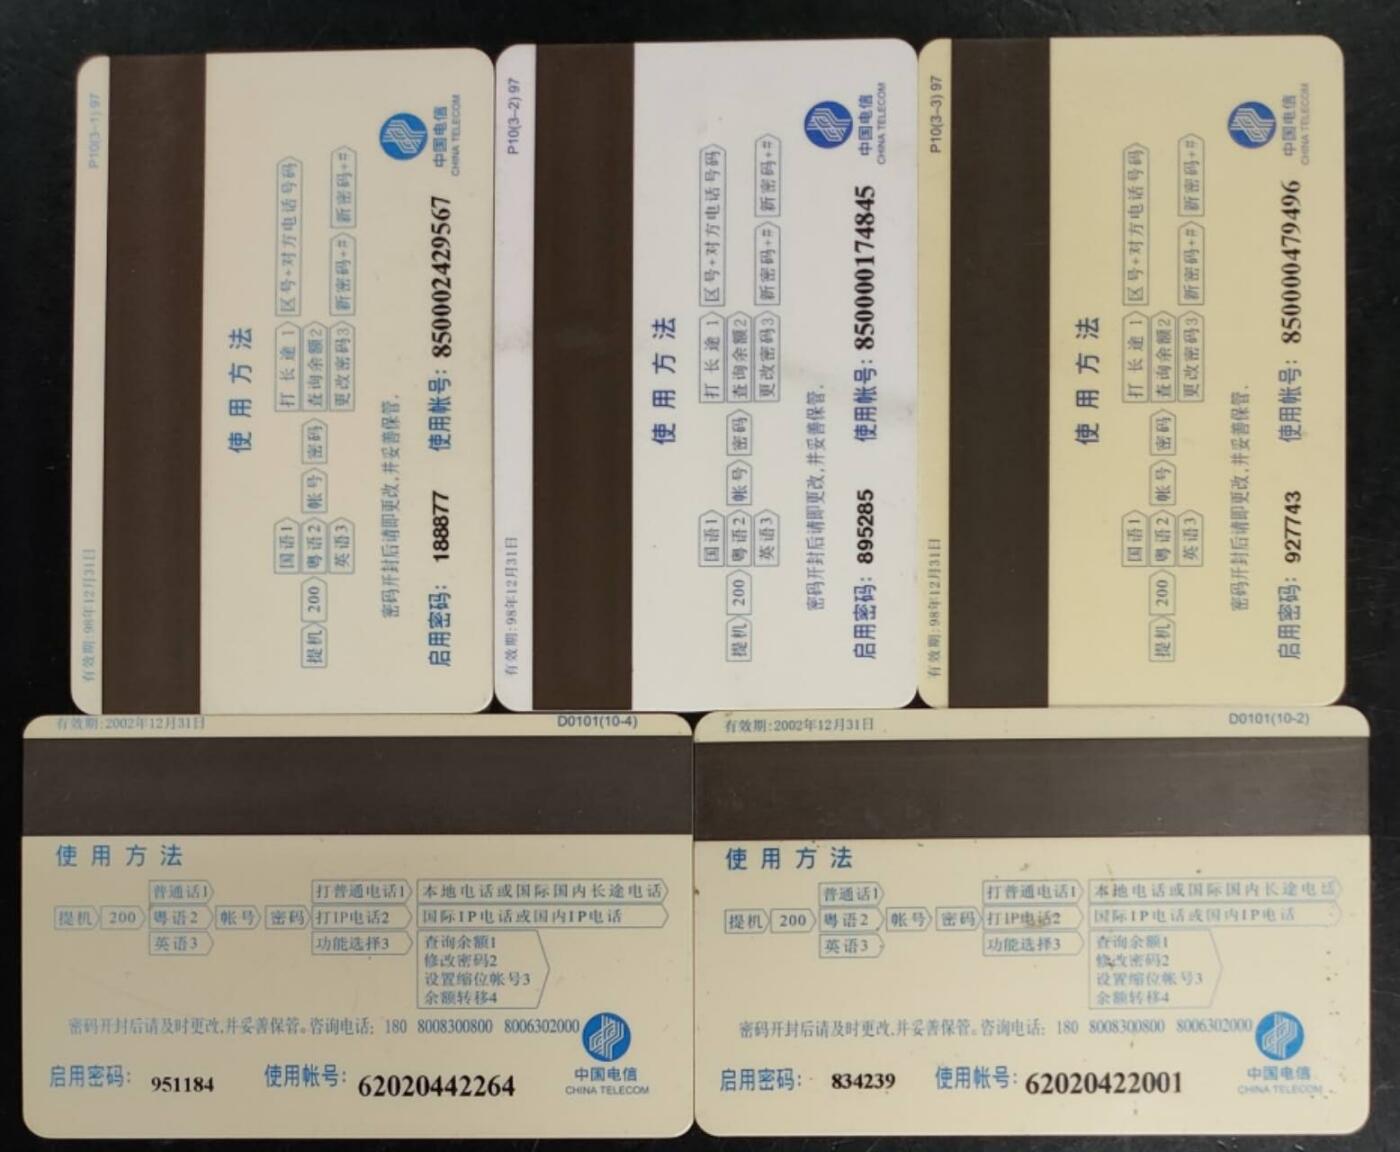 P10(3-1) 97
有效期:98年12月31日
使用方法
国语1
打长途1
区号+对方电话号码
提机
200
粤语2
帐号
密码
查询余额2
英语3
更改密码3
新密码+#
新密码+#
密码开封后请即更改,并妥善保管.
启用密码: 188877
使用帐号: 850002429567
中国电信
CHINA TELECOM
P10(3-2) 97
有效期:98年12月31日
使用方法
国语1
打长途1
区号+对方电话号码
提机
200
粤语2
帐号
密码
查询余额2
英语3
更改密码3
新密码+#
新密码+#
密码开封后请即更改,并妥善保管.
启用密码: 895285
使用帐号: 850000174845
中国电信
CHINA TELECOM
P10(3-3) 97
有效期:98年12月31日
使用方法
国语1
打长途1
区号+对方电话号码
提机
200
粤语2
帐号
密码
查询余额2
英语3
更改密码3
新密码+#
新密码+#
密码开封后请即更改,并妥善保管.
启用密码: 927743
使用帐号: 850000479496
中国电信
CHINA TELECOM
有效期:2002年12月31日
D0101(10-4)
使用方法
普通话1
打普通电话1
本地电话或国际国内长途电话
提机
200
粤语2
帐号
密码
打IP电话2
国际IP电话或国内IP电话
英语3
功能选择3
查询余额1
修改密码2
设置缩位帐号3
余额转移4
密码开封后请及时更改,并妥善保管。咨询电话: 180 8008300800 8006302000
启用密码: 951184
使用帐号: 62020442264
中国电信
CHINA TELECOM
有效期:2002年12月31日
D0101(10-2)
使用方法
普通话1
打普通电话1
本地电话或国际国内长途电话
提机
200
粤语2
帐号
密码
打IP电话2
国际IP电话或国内IP电话
英语3
功能选择3
查询余额1
修改密码2
设置缩位帐号3
余额转移4
密码开封后请及时更改,并妥善保管。咨询电话: 180 8008300800 8006302000
启用密码: 834239
使用帐号: 62020422001
中国电信
CHINA TELECOM